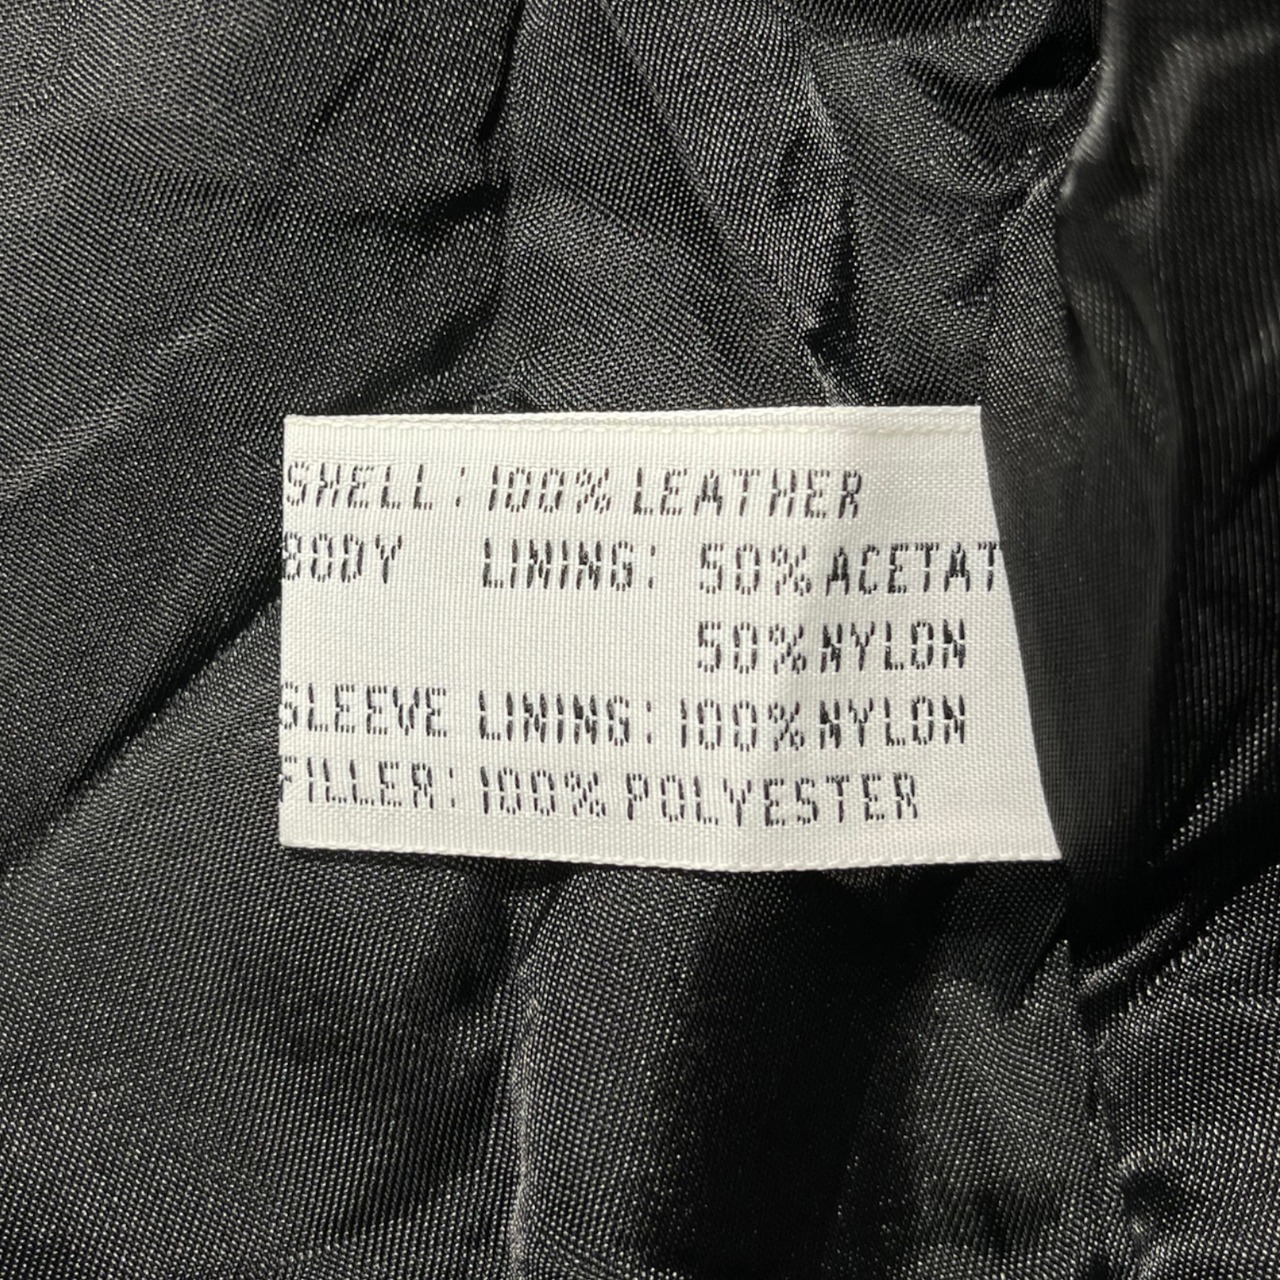 SHELL: 100% LEATHER
BODY LINING: 50% ACETAT
50% NYLON
SLEEVE LINING: 100% NYLON
FILLER: 100% POLYESTER